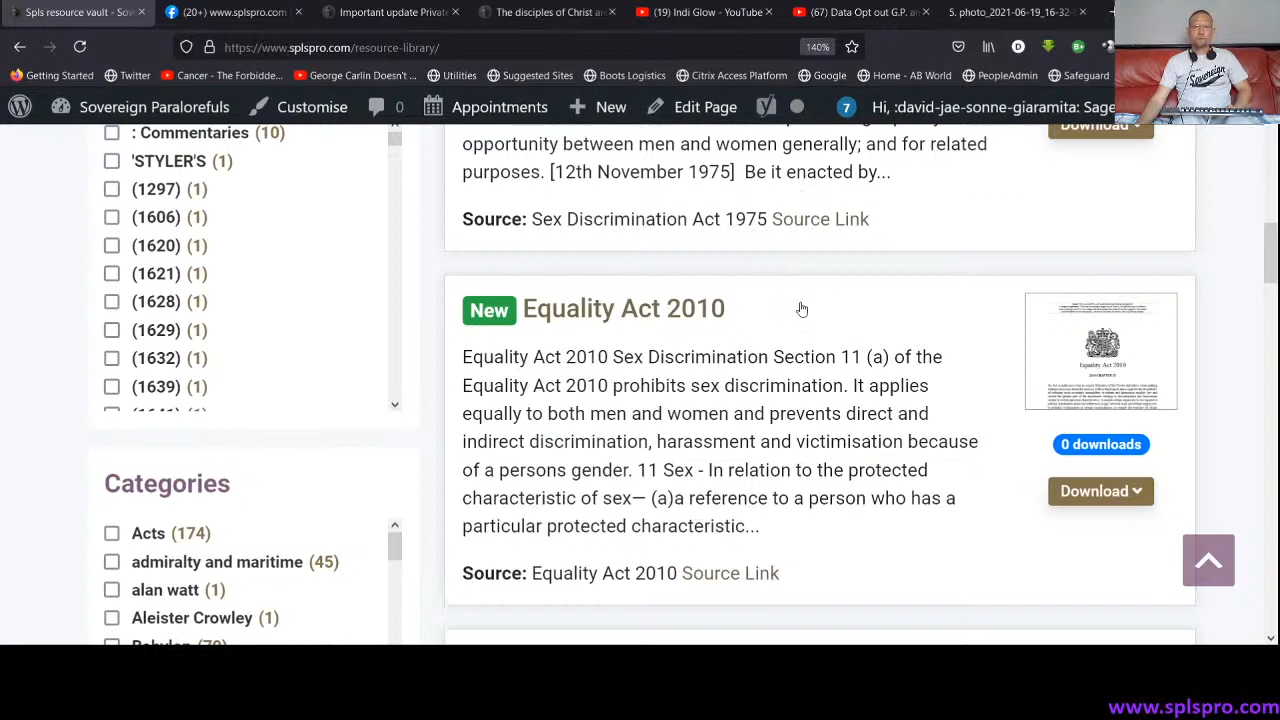 Spls resource vault - Sov
(20+) www.splspro.com
Important update Privat
The disciples of Christ ar
(19) Indi Glow - YouTube
(67) Data Opt out G.P. ar
5. photo_2021-06-19_16-32-
https://www.splspro.com/resource-library/
140%
Getting Started
Twitter
Cancer - The Forbidde...
George Carlin Doesn't...
Utilities
Boots Logistics
Citrix Access Platform
Google
Home - AB World
PeopleAdmin
Safeguard
Sovereign Paralorefuls
Customise
0
Appointments
New
Edit Page
7
Hi, :david-jae-sonne-giaramita: Sage
Sovereign
: Commentaries (10)
'STYLER'S (1)
(1297) (1)
(1606) (1)
(1620) (1)
(1621) (1)
(1628) (1)
(1629) (1)
(1632) (1)
(1639) (1)
Categories
Acts (174)
admiralty and maritime (45)
alan watt (1)
Aleister Crowley (1)
Babylon (70)
opportunity between men and women generally; and for related
purposes. [12th November 1975] Be it enacted by...
Source: Sex Discrimination Act 1975 Source Link
Download
New Equality Act 2010
Equality Act 2010 Sex Discrimination Section 11 (a) of the
Equality Act 2010 prohibits sex discrimination. It applies
equally to both men and women and prevents direct and
indirect discrimination, harassment and victimisation because
of a persons gender. 11 Sex - In relation to the protected
characteristic of sex— (a)a reference to a person who has a
particular protected characteristic...
Source: Equality Act 2010 Source Link
Equality Act 2010
0 downloads
Download
www.splspro.com